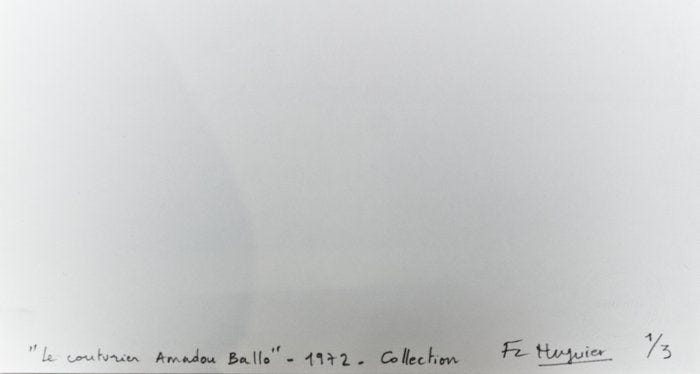 "Le couturier Amadou Ballo" - 1972 - Collection Fz Huguier 1/3